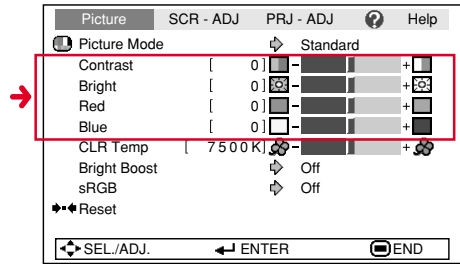 Picture SCR - ADJ PRJ - ADJ ? Help
Picture Mode Standard
Contrast [ 0 ] - +
Bright [ 0 ] - +
Red [ 0 ] - +
Blue [ 0 ] - +
CLR Temp [ 7500K ] - +
Bright Boost Off
sRGB Off
Reset
SEL./ADJ. ENTER END